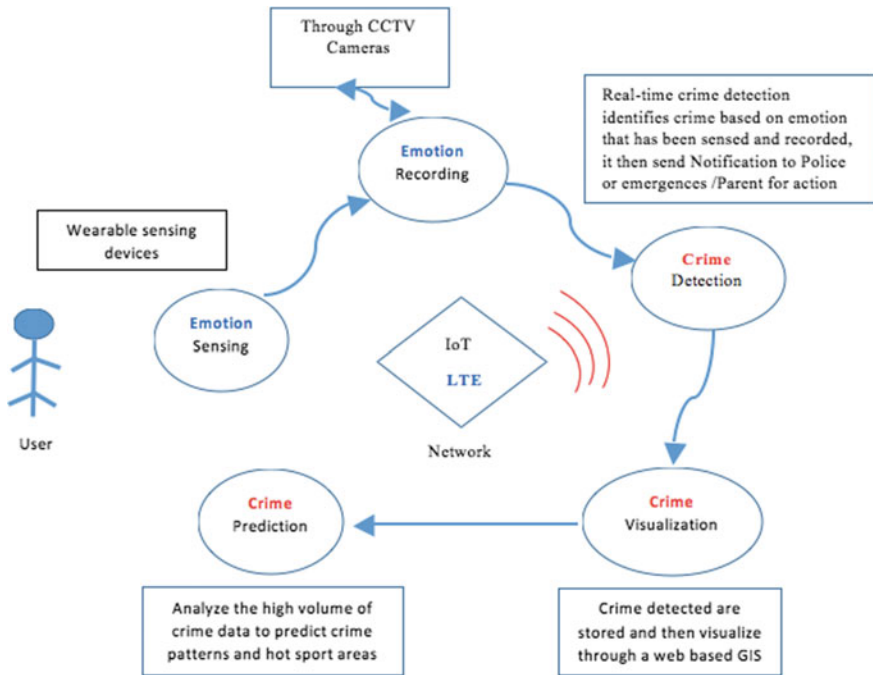 Through CCTV
Cameras
Real-time crime detection
identifies crime based on emotion
that has been sensed and recorded,
it then send Notification to Police
or emergences /Parent for action
Emotion
Recording
Wearable sensing
devices
Crime
Detection
Emotion
Sensing
IoT
LTE
User
Network
Crime
Prediction
Crime
Visualization
Analyze the high volume of
crime data to predict crime
patterns and hot sport areas
Crime detected are
stored and then visualize
through a web based GIS